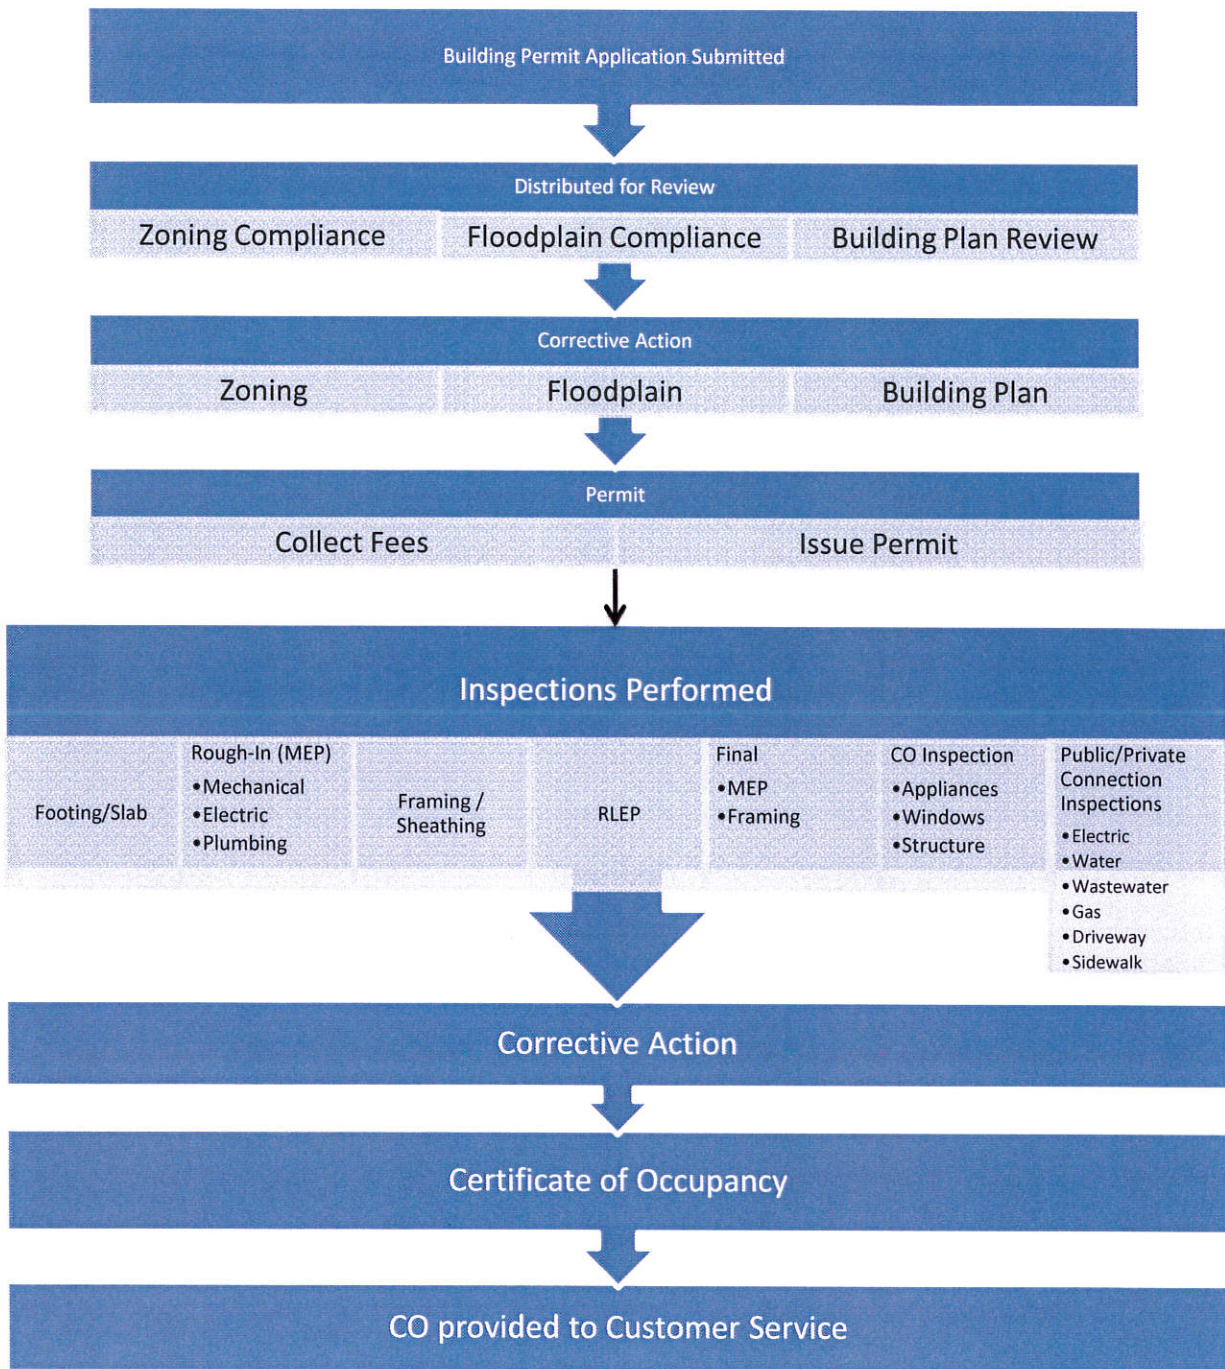 Building Permit Application Submitted
Distributed for Review
Zoning Compliance
Floodplain Compliance
Building Plan Review
Corrective Action
Zoning
Floodplain
Building Plan
Permit
Collect Fees
Issue Permit
Inspections Performed
Footing/Slab
Rough-In (MEP)
•Mechanical
•Electric
•Plumbing
Framing /
Sheathing
RLEP
Final
•MEP
•Framing
CO Inspection
•Appliances
•Windows
•Structure
Public/Private
Connection
Inspections
•Electric
•Water
•Wastewater
•Gas
•Driveway
•Sidewalk
Corrective Action
Certificate of Occupancy
CO provided to Customer Service